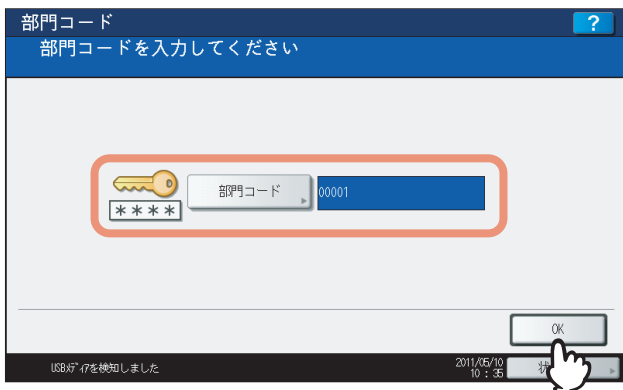 部門コード
?
部門コードを入力してください
部門コード
00001
****
OK
USBﾒﾃﾞｨｱを検知しました
2011/05/10
10:35
状